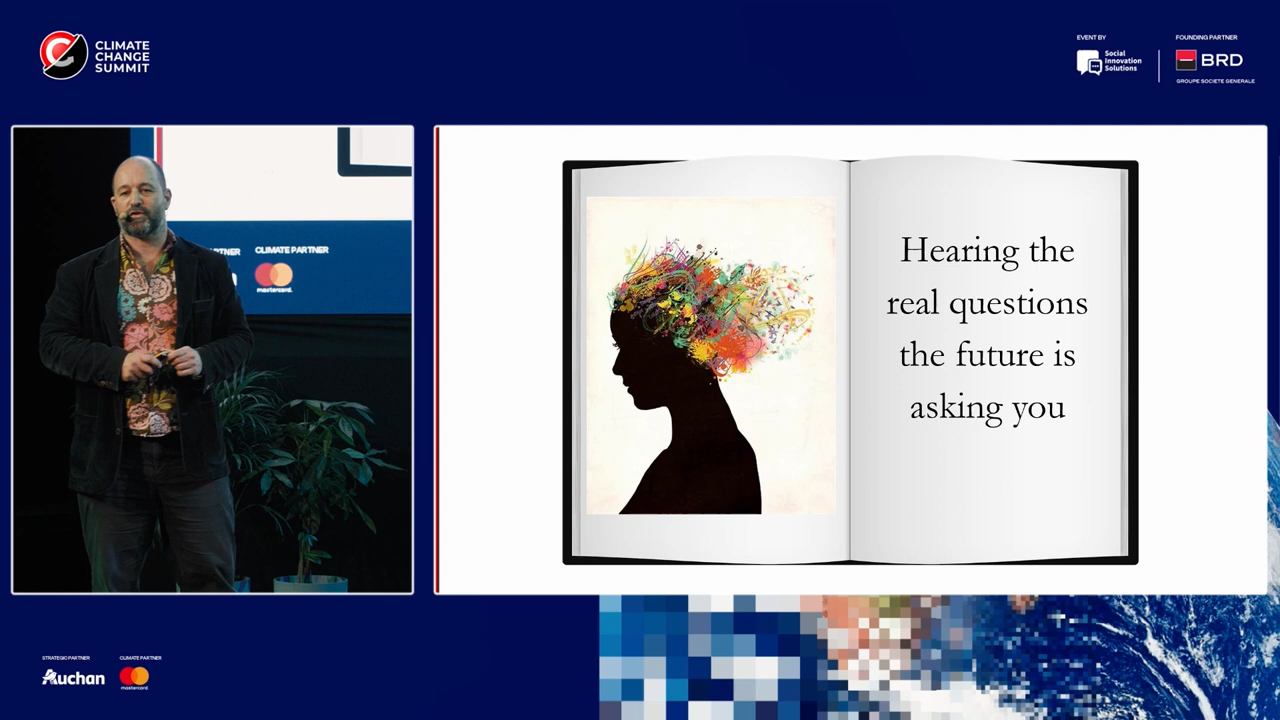 CLIMATE
CHANGE
SUMMIT
EVENT BY
Social
Innovation
Solutions
FOUNDING PARTNER
BRD
GROUPE SOCIETE GENERALE
CLIMATE PARTNER
mastercard.
Hearing the
real questions
the future is
asking you
STRATEGIC PARTNER
Auchan
CLIMATE PARTNER
mastercard